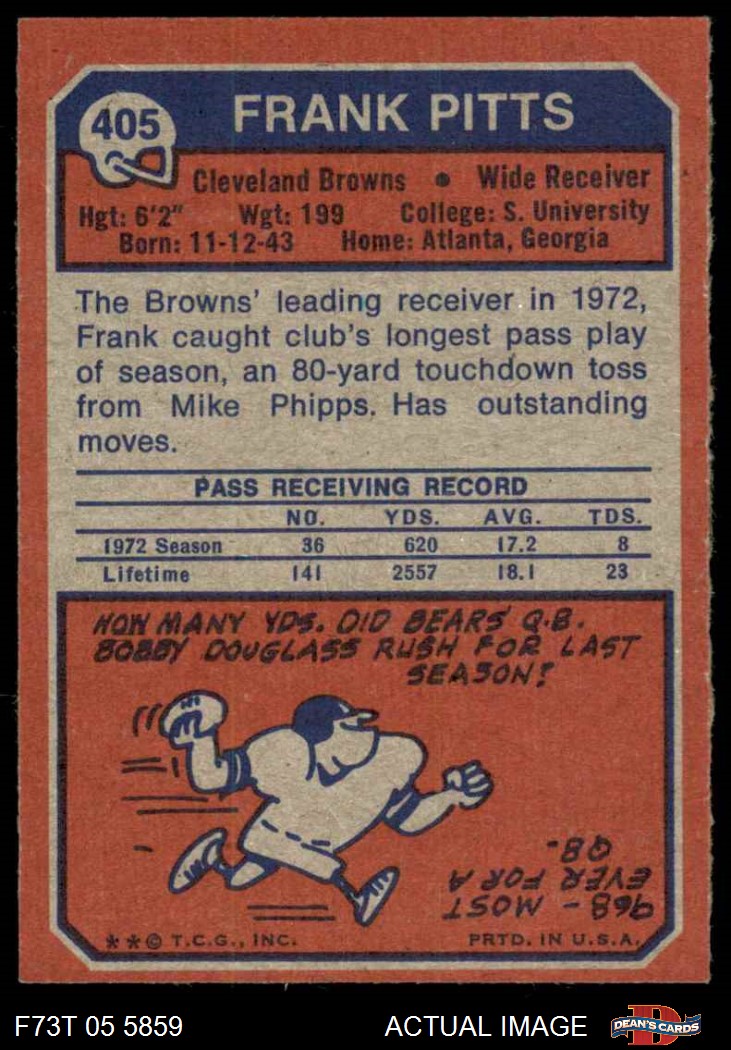 405
FRANK PITTS
Cleveland Browns • Wide Receiver
Hgt: 6'2" Wgt: 199 College: S. University
Born: 11-12-43 Home: Atlanta, Georgia
The Browns' leading receiver in 1972,
Frank caught club's longest pass play
of season, an 80-yard touchdown toss
from Mike Phipps. Has outstanding
moves.
PASS RECEIVING RECORD
NO. YDS. AVG. TDS.
1972 Season 36 620 17.2 8
Lifetime 141 2557 18.1 23
HOW MANY YDS. DID BEARS Q.B.
BOBBY DOUGLASS RUSH FOR LAST
SEASON?
968 - MOST
EVER FOR A
QB.
**© T.C.G., INC. PRTD. IN U.S.A.
F73T 05 5859 ACTUAL IMAGE
D
DEAN'S CARDS